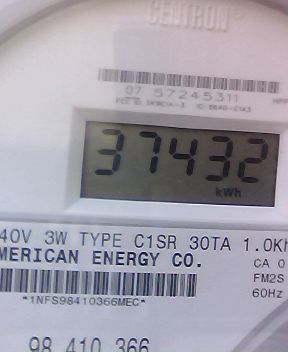 CENTRON®
07 57245311
37432
kWh
40V 3W TYPE C1SR 30TA 1.0Kh
MERICAN ENERGY CO.
CA 0
FM2S
60Hz
*1NFS98410366MEC*
98 410 366